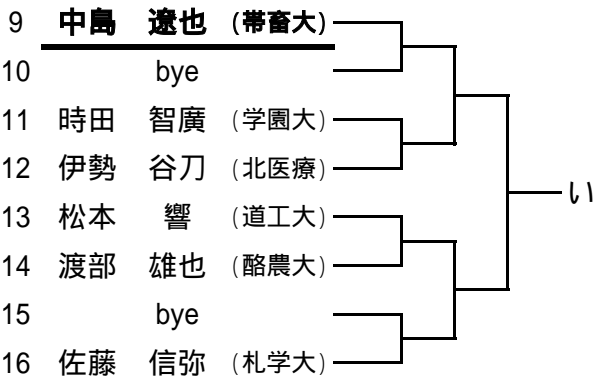 9 中島 遼也 (帯畜大)
10 bye
11 時田 智廣 (学園大)
12 伊勢 谷刀 (北医療)
13 松本 響 (道工大)
14 渡部 雄也 (酪農大)
15 bye
16 佐藤 信弥 (札学大)
い